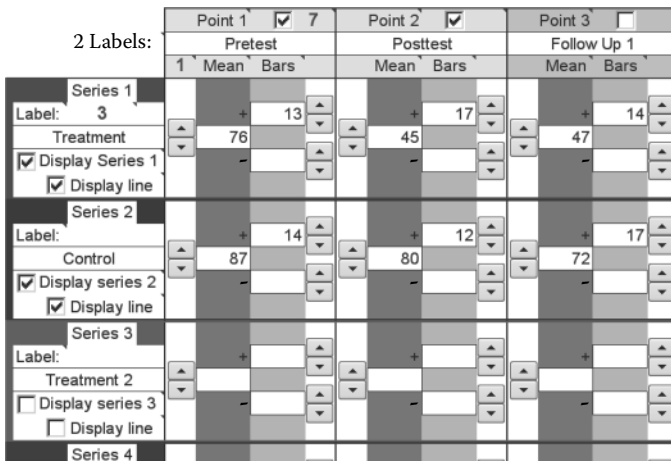 Point 1 7 Point 2 Point 3
2 Labels: Pretest Posttest Follow Up 1
1 Mean Bars Mean Bars Mean Bars
Series 1
Label: 3 + 13 + 17 + 14
Treatment 76 45 47
Display Series 1 - - -
Display line
Series 2
Label: + 14 + 12 + 17
Control 87 80 72
Display series 2 - - -
Display line
Series 3
Label: + + +
Treatment 2
Display series 3 - - -
Display line
Series 4